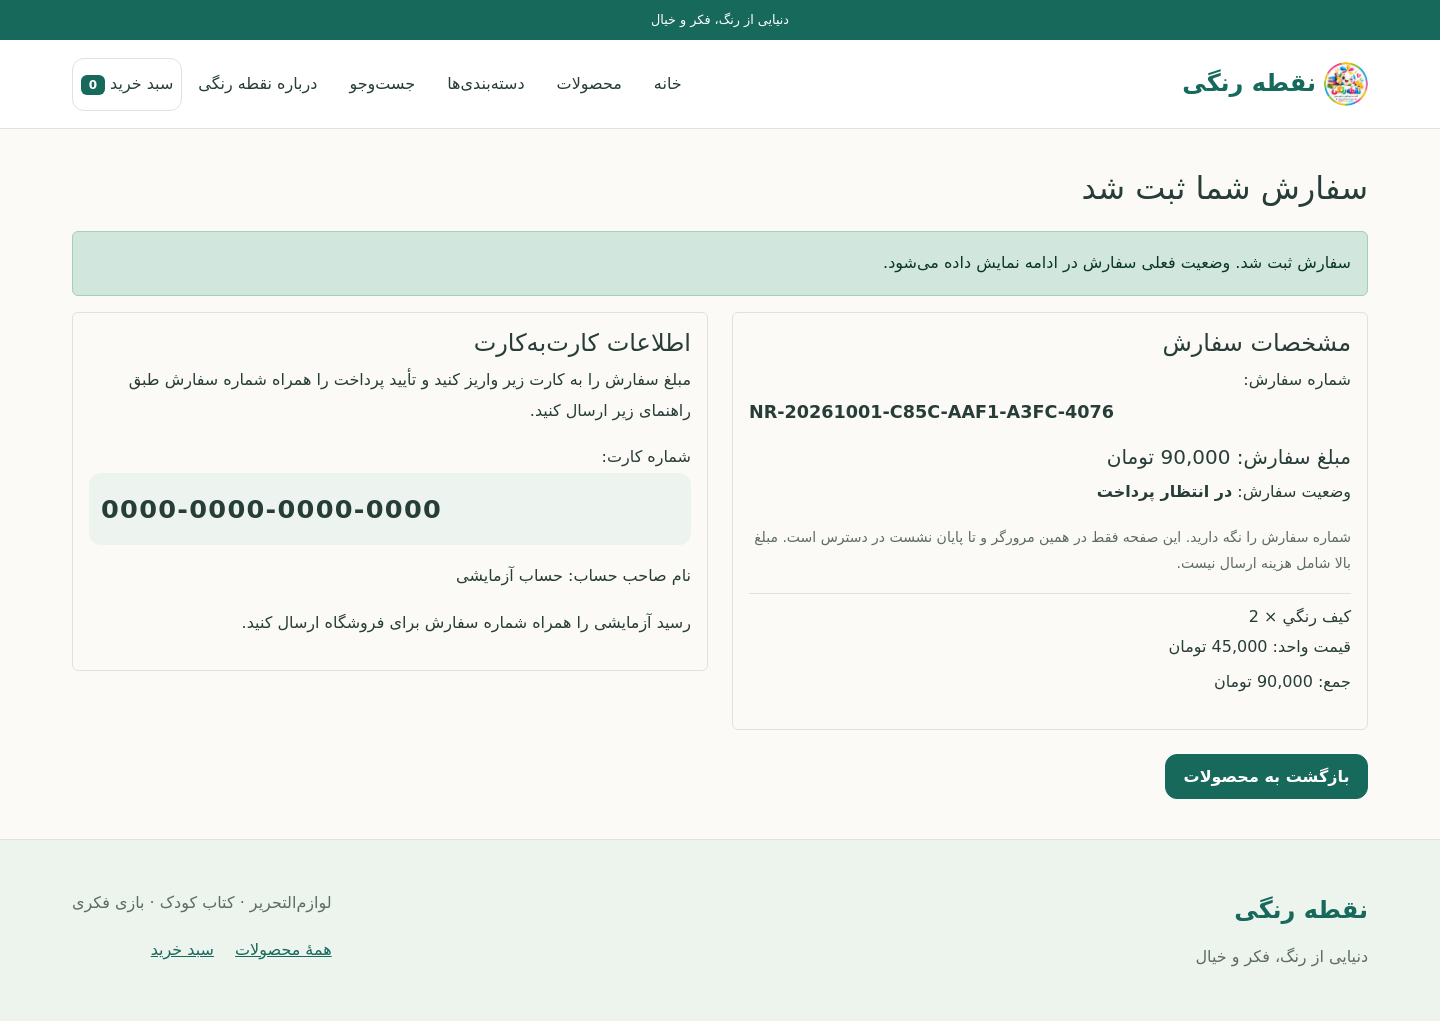 دنیایی از رنگ، فکر و خیال
نقطه رنگی
خانه
محصولات
دسته‌بندی‌ها
جست‌وجو
درباره نقطه رنگی
سبد خرید 0
سفارش شما ثبت شد
سفارش ثبت شد. وضعیت فعلی سفارش در ادامه نمایش داده می‌شود.
مشخصات سفارش
شماره سفارش:
NR-20261001-C85C-AAF1-A3FC-4076
مبلغ سفارش: 90,000 تومان
وضعیت سفارش: در انتظار پرداخت
شماره سفارش را نگه دارید. این صفحه فقط در همین مرورگر و تا پایان نشست در دسترس است. مبلغ
بالا شامل هزینه ارسال نیست.
كيف رنگي × 2
قیمت واحد: 45,000 تومان
جمع: 90,000 تومان
اطلاعات کارت‌به‌کارت
مبلغ سفارش را به کارت زیر واریز کنید و تأیید پرداخت را همراه شماره سفارش طبق
راهنمای زیر ارسال کنید.
شماره کارت:
0000-0000-0000-0000
نام صاحب حساب: حساب آزمایشی
رسید آزمایشی را همراه شماره سفارش برای فروشگاه ارسال کنید.
بازگشت به محصولات
نقطه رنگی
دنیایی از رنگ، فکر و خیال
لوازم‌التحریر · کتاب کودک · بازی فکری
همهٔ محصولات
سبد خرید